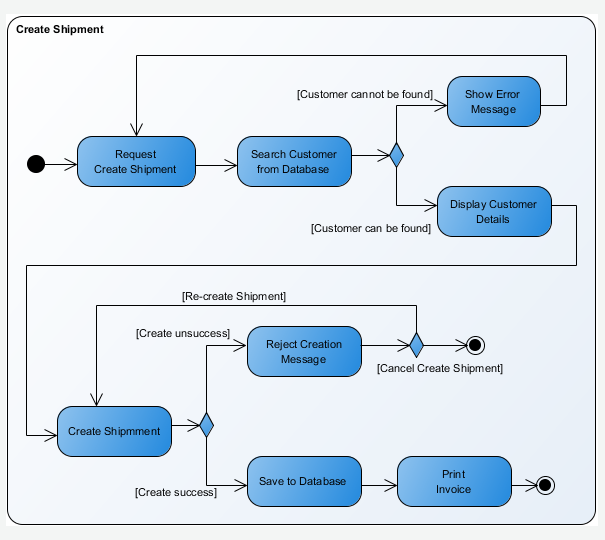 Create Shipment
[Customer cannot be found]
Show Error
Message
Request
Create Shipment
Search Customer
from Database
Display Customer
Details
[Customer can be found]
[Re-create Shipment]
[Create unsuccess]
Reject Creation
Message
[Cancel Create Shipment]
Create Shipmment
[Create success]
Save to Database
Print
Invoice